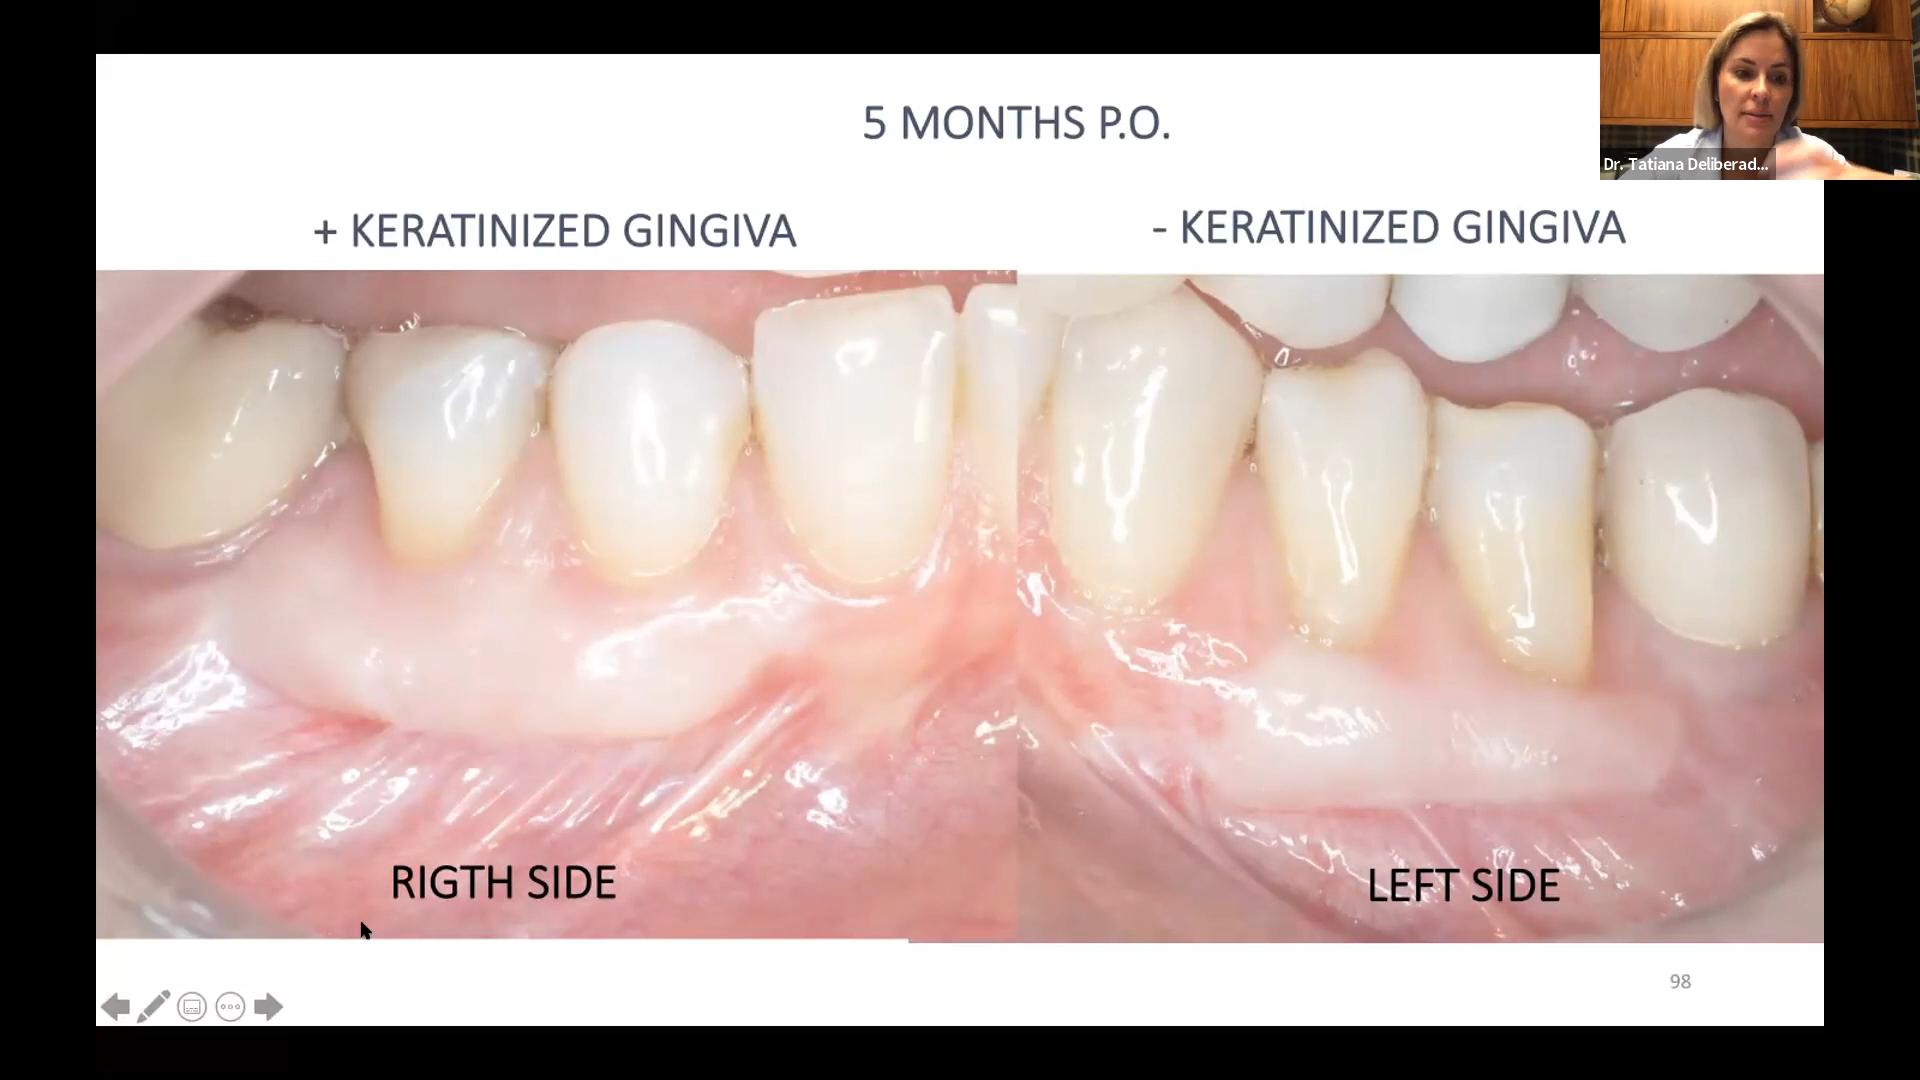 5 MONTHS P.O.
Dr. Tatiana Deliberad...
+ KERATINIZED GINGIVA
- KERATINIZED GINGIVA
RIGTH SIDE
LEFT SIDE
98